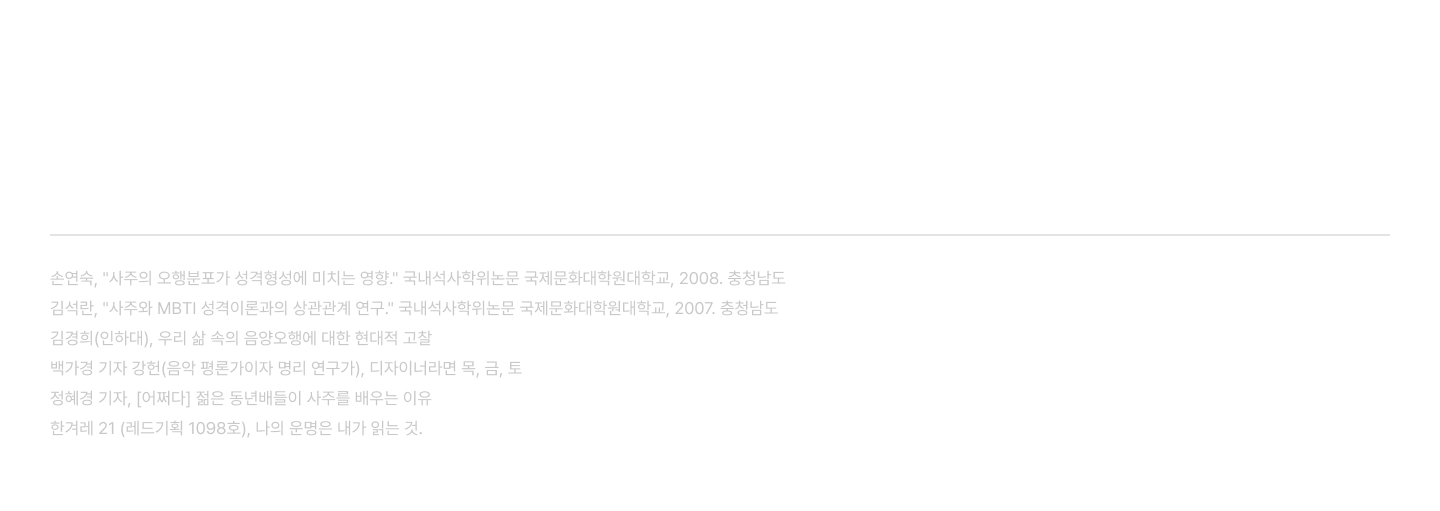 손연숙, "사주의 오행분포가 성격형성에 미치는 영향." 국내석사학위논문 국제문화대학원대학교, 2008. 충청남도
김석란, "사주와 MBTI 성격이론과의 상관관계 연구." 국내석사학위논문 국제문화대학원대학교, 2007. 충청남도
김경희(인하대), 우리 삶 속의 음양오행에 대한 현대적 고찰
백가경 기자 강헌(음악 평론가이자 명리 연구가), 디자이너라면 목, 금, 토
정혜경 기자, [어쩌다] 젊은 동년배들이 사주를 배우는 이유
한겨레 21 (레드기획 1098호), 나의 운명은 내가 읽는 것.